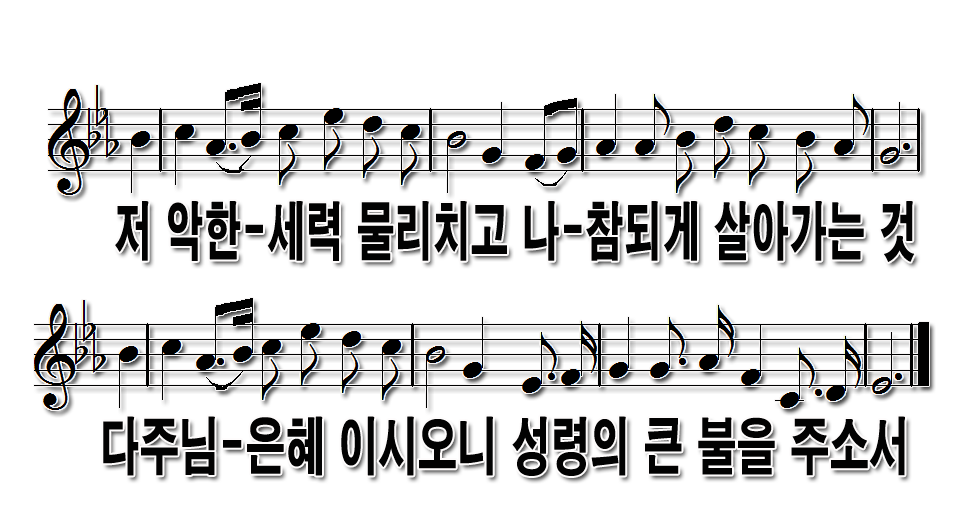 저 악한-세력 물리치고 나-참되게 살아가는 것
다주님-은혜 이시오니 성령의 큰 불을 주소서